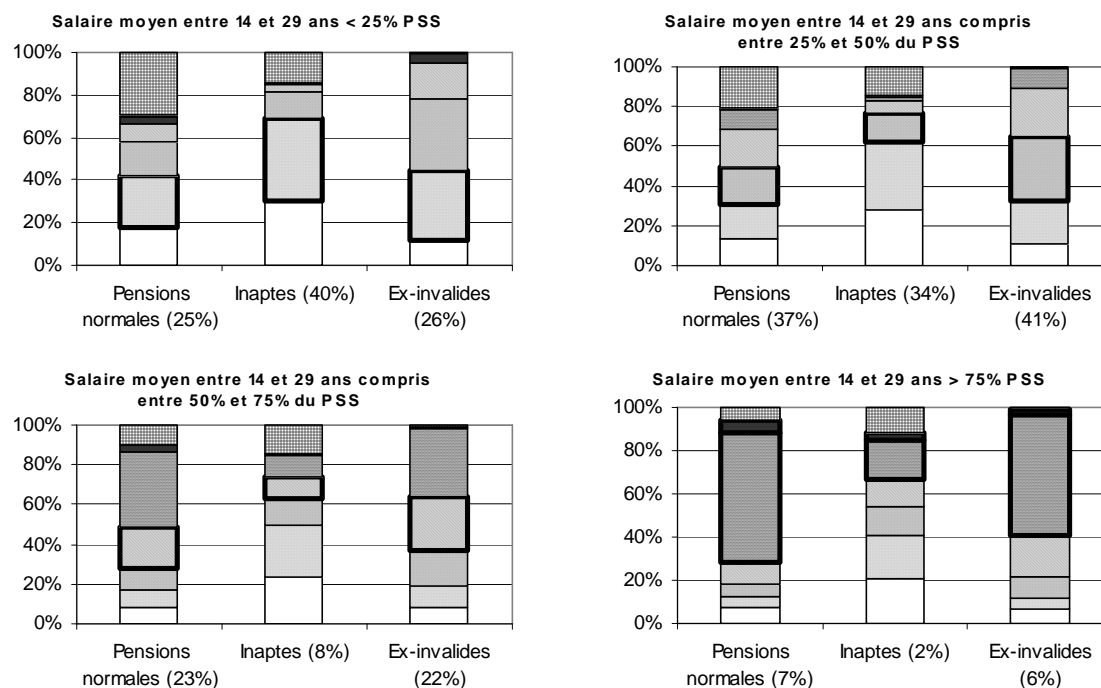 Salaire moyen entre 14 et 29 ans < 25% PSS
100%
80%
60%
40%
20%
0%
Pensions
normales (25%)
Inaptes (40%)
Ex-invalides
(26%)
Salaire moyen entre 14 et 29 ans compris
entre 25% et 50% du PSS
100%
80%
60%
40%
20%
0%
Pensions
normales (37%)
Inaptes (34%)
Ex-invalides
(41%)
Salaire moyen entre 14 et 29 ans compris
entre 50% et 75% du PSS
100%
80%
60%
40%
20%
0%
Pensions
normales (23%)
Inaptes (8%)
Ex-invalides
(22%)
Salaire moyen entre 14 et 29 ans > 75% PSS
100%
80%
60%
40%
20%
0%
Pensions
normales (7%)
Inaptes (2%)
Ex-invalides
(6%)